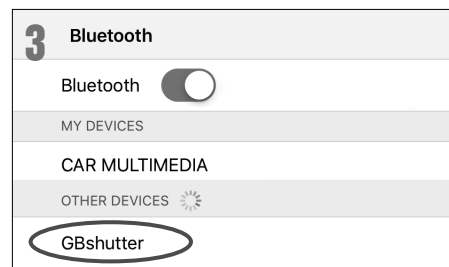 3 Bluetooth
Bluetooth
MY DEVICES
CAR MULTIMEDIA
OTHER DEVICES
GBshutter